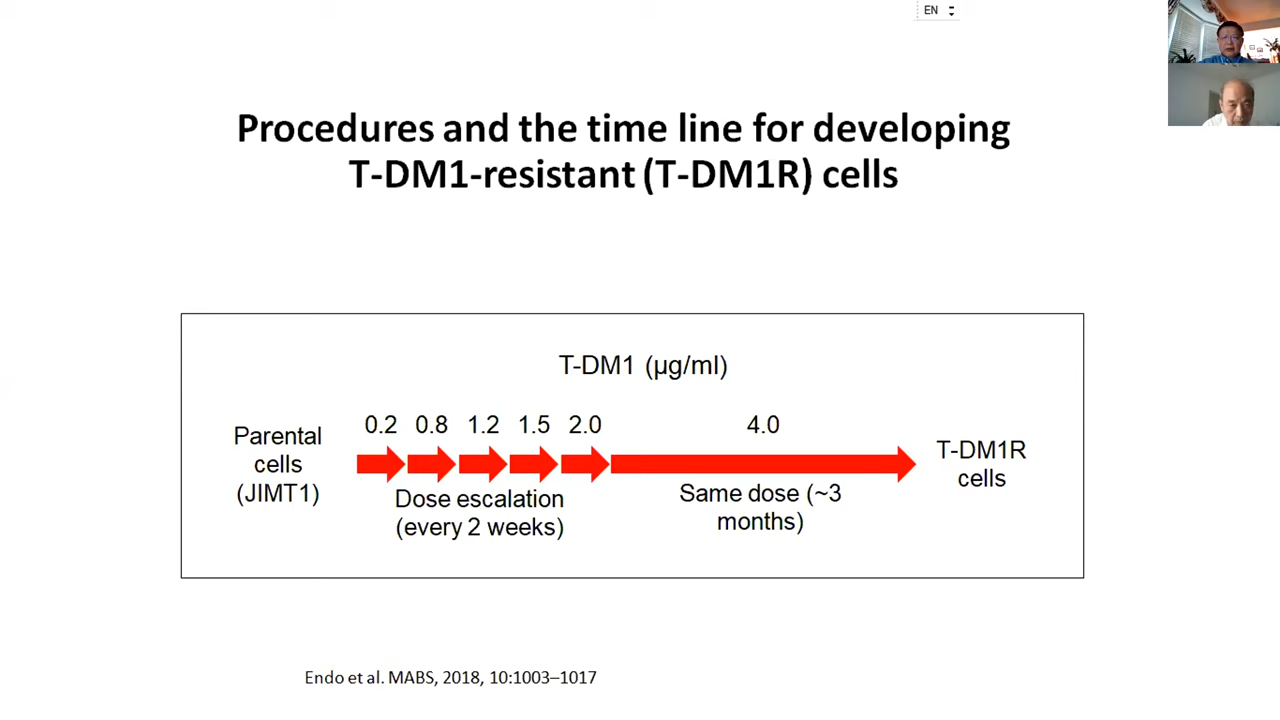 EN
Procedures and the time line for developing
T-DM1-resistant (T-DM1R) cells
T-DM1 (µg/ml)
0.2 0.8 1.2 1.5 2.0 4.0
Parental
cells
(JIMT1)
Dose escalation
(every 2 weeks)
Same dose (~3
months)
T-DM1R
cells
Endo et al. MABS, 2018, 10:1003–1017